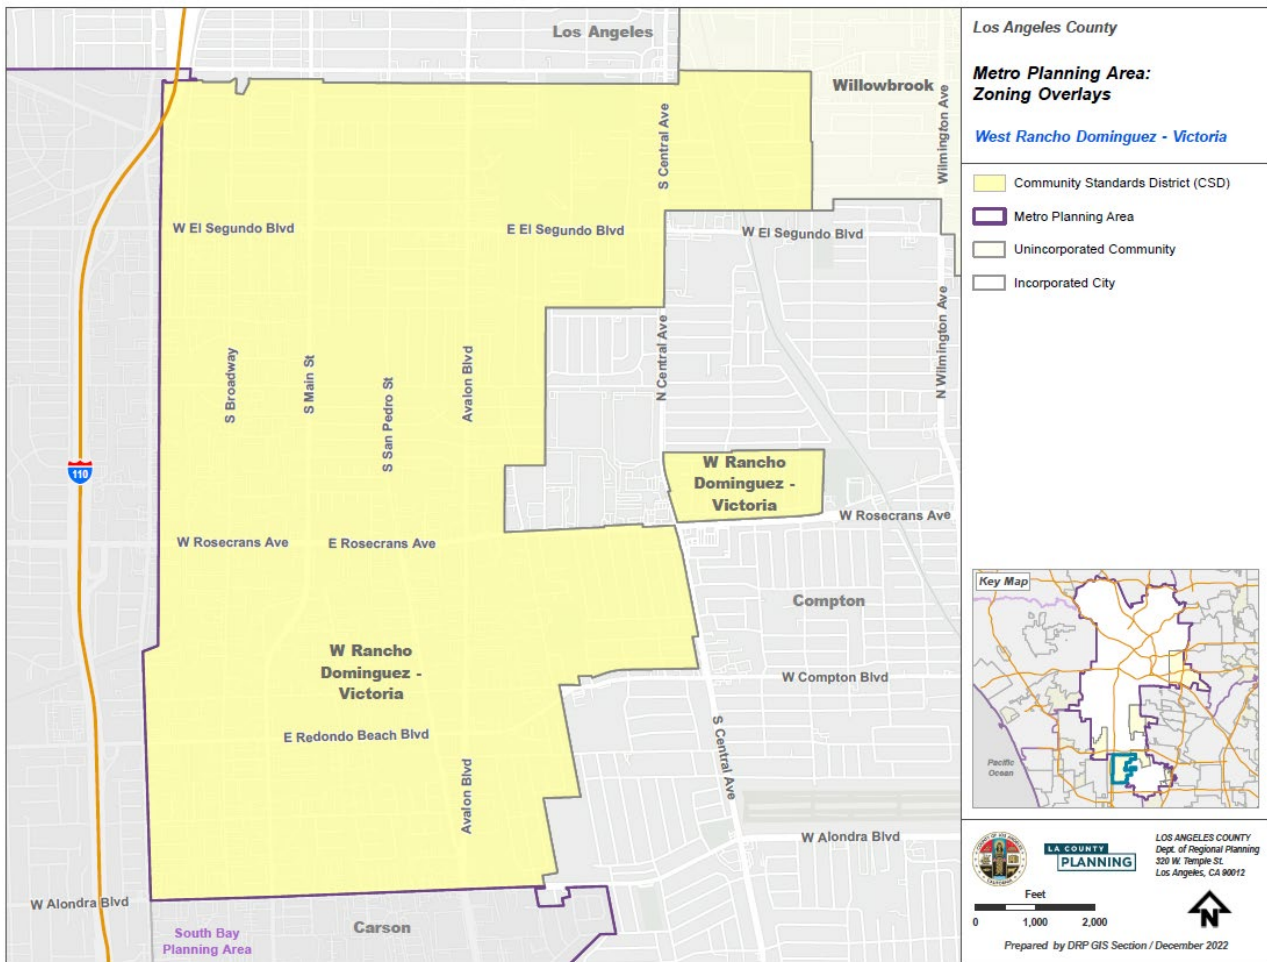 Los Angeles County
Metro Planning Area:
Zoning Overlays
West Rancho Dominguez - Victoria
Community Standards District (CSD)
Metro Planning Area
Unincorporated Community
Incorporated City
Los Angeles
Willowbrook
S Central Ave
Wilmington Ave
W El Segundo Blvd
E El Segundo Blvd
W El Segundo Blvd
S Broadway
S Main St
S San Pedro St
Avalon Blvd
N Central Ave
N Wilmington Ave
110
W Rancho
Dominguez -
Victoria
W Rosecrans Ave
W Rosecrans Ave
E Rosecrans Ave
Compton
W Rancho
Dominguez -
Victoria
W Compton Blvd
E Redondo Beach Blvd
S Central Ave
Avalon Blvd
W Alondra Blvd
W Alondra Blvd
Carson
South Bay
Planning Area
Key Map
Pacific
Ocean
COUNTY OF LOS ANGELES
CALIFORNIA
LA COUNTY
PLANNING
LOS ANGELES COUNTY
Dept. of Regional Planning
320 W. Temple St.
Los Angeles, CA 90012
Feet
0 1,000 2,000
N
Prepared by DRP GIS Section / December 2022